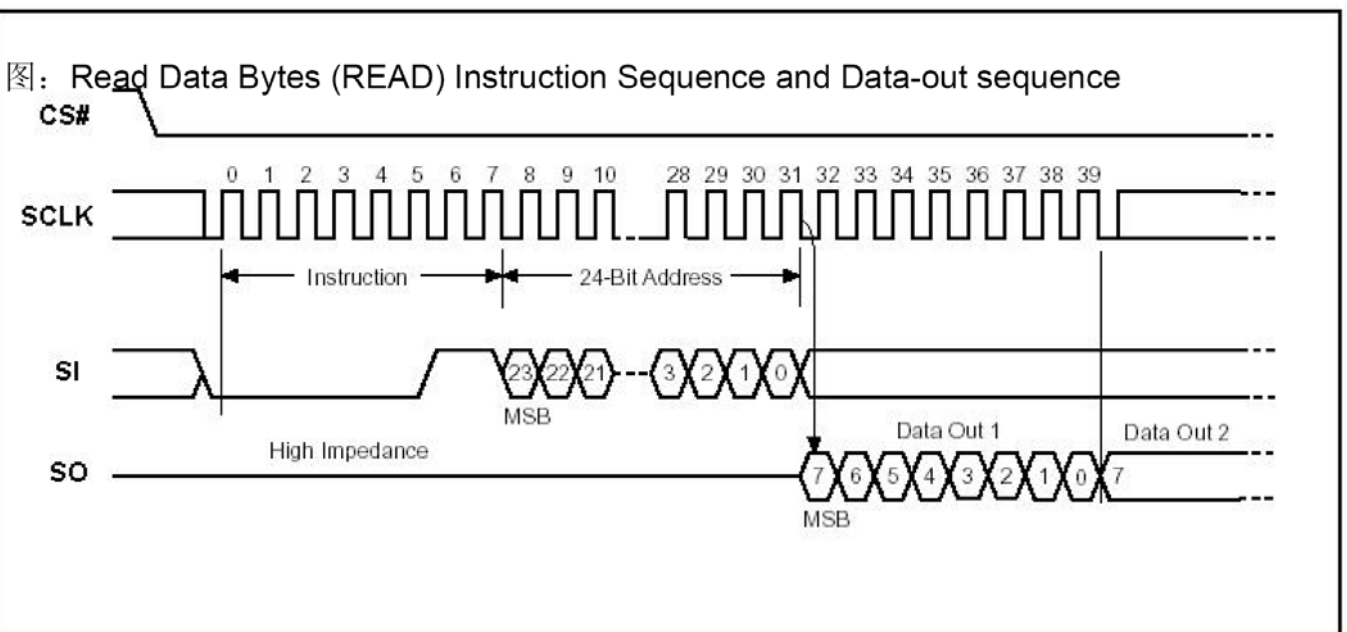 图：Read Data Bytes (READ) Instruction Sequence and Data-out sequence
CS#
0 1 2 3 4 5 6 7 8 9 10 28 29 30 31 32 33 34 35 36 37 38 39
SCLK
Instruction 24-Bit Address
SI 23 22 21 3 2 1 0
MSB
High Impedance Data Out 1 Data Out 2
SO 7 6 5 4 3 2 1 0 7
MSB